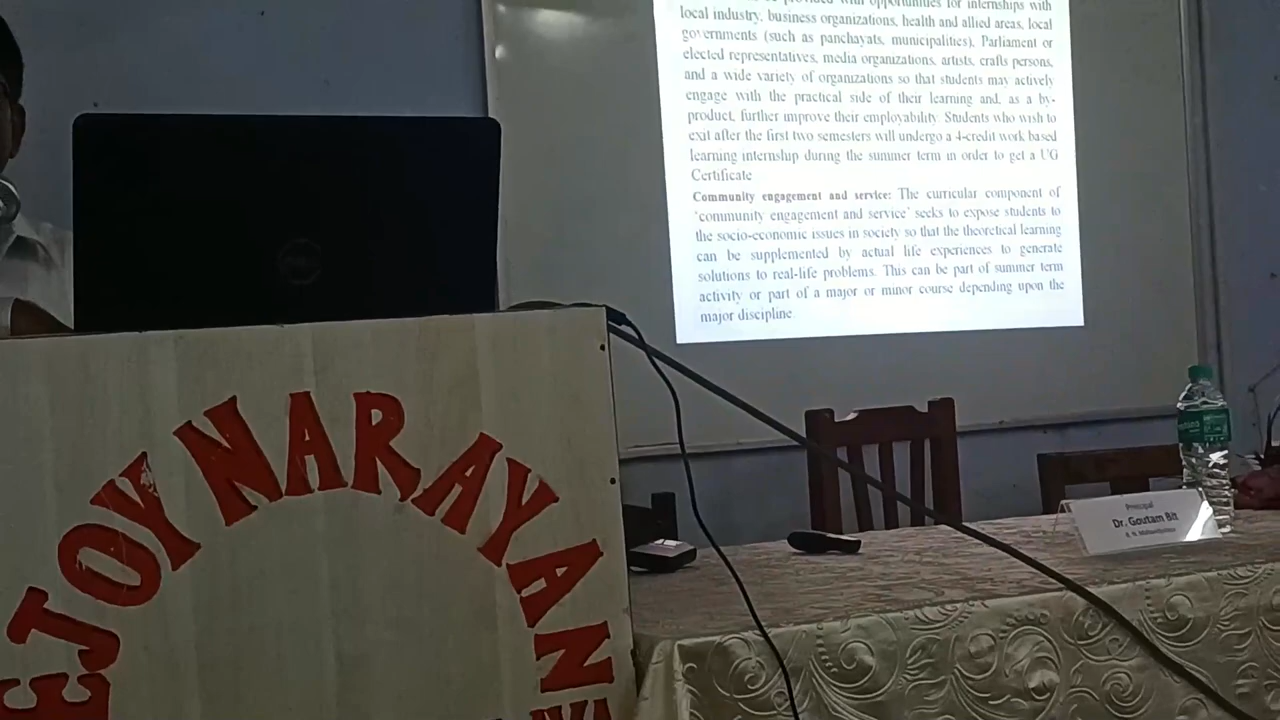 provided with opportunities for internships with
local industry, business organizations, health and allied areas, local
governments (such as panchayats, municipalities), Parliament or
elected representatives, media organizations, artists, crafts persons,
and a wide variety of organizations so that students may actively
engage with the practical side of their learning and, as a by-
product, further improve their employability. Students who wish to
exit after the first two semesters will undergo a 4-credit work based
learning internship during the summer term in order to get a UG
Certificate
Community engagement and service: The curricular component of
'community engagement and service' seeks to expose students to
the socio-economic issues in society so that the theoretical learning
can be supplemented by actual life experiences to generate
solutions to real-life problems. This can be part of summer term
activity or part of a major or minor course depending upon the
major discipline
EJOY NARAYAN
Principal
Dr. Goutam Bit